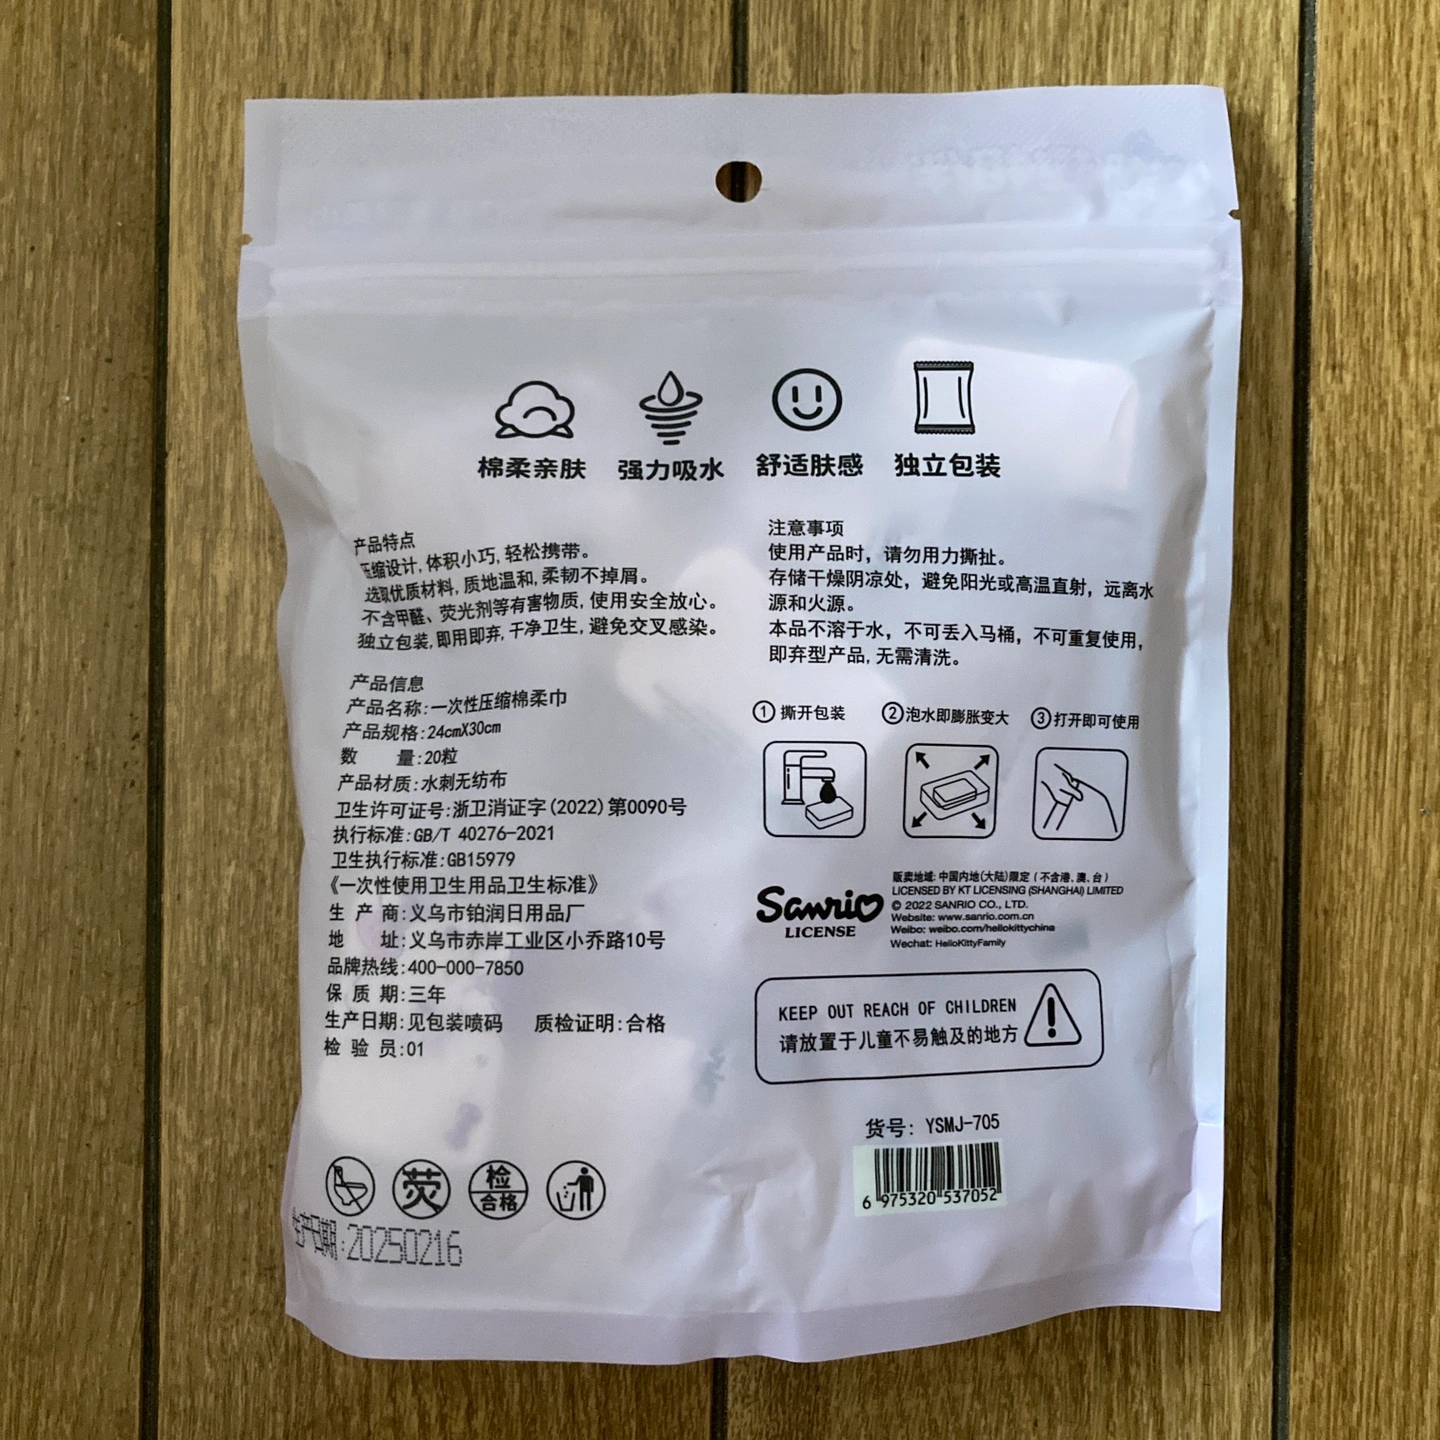 棉柔亲肤 强力吸水 舒适肤感 独立包装
产品特点
压缩设计,体积小巧,轻松携带。
选取优质材料,质地温和,柔韧不掉屑。
不含甲醛、荧光剂等有害物质,使用安全放心。
独立包装,即用即弃,干净卫生,避免交叉感染。
产品信息
产品名称:一次性压缩棉柔巾
产品规格:24cmX30cm
数 量:20粒
产品材质:水刺无纺布
卫生许可证号:浙卫消证字(2022)第0090号
执行标准:GB/T 40276-2021
卫生执行标准:GB15979
《一次性使用卫生用品卫生标准》
生 产 商:义乌市铂润日用品厂
地 址:义乌市赤岸工业区小乔路10号
品牌热线:400-000-7850
保 质 期:三年
生产日期:见包装喷码 质检证明:合格
检 验 员:01
荧
检
合格
生产日期:20250216
注意事项
使用产品时，请勿用力撕扯。
存储干燥阴凉处，避免阳光或高温直射，远离水
源和火源。
本品不溶于水，不可丢入马桶，不可重复使用，
即弃型产品,无需清洗。
①撕开包装 ②泡水即膨胀变大 ③打开即可使用
Sanrio
LICENSE
版卖地域: 中国内地(大陆)限定 (不含港、澳、台)
LICENSED BY KT LICENSING (SHANGHAI) LIMITED
© 2022 SANRIO CO., LTD.
Website: www.sanrio.com.cn
Weibo: weibo.com/hellokittychina
Wechat: HelloKittyFamily
KEEP OUT REACH OF CHILDREN
请放置于儿童不易触及的地方
货号: YSMJ-705
6 975320 537052